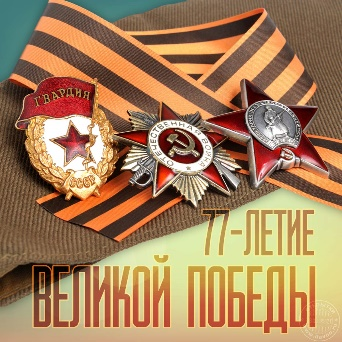 ГВАРДИЯ
СССР
ОТЕЧЕСТВЕННАЯ ВОЙНА
77-ЛЕТИЕ
ВЕЛИКОЙ ПОБЕДЫ